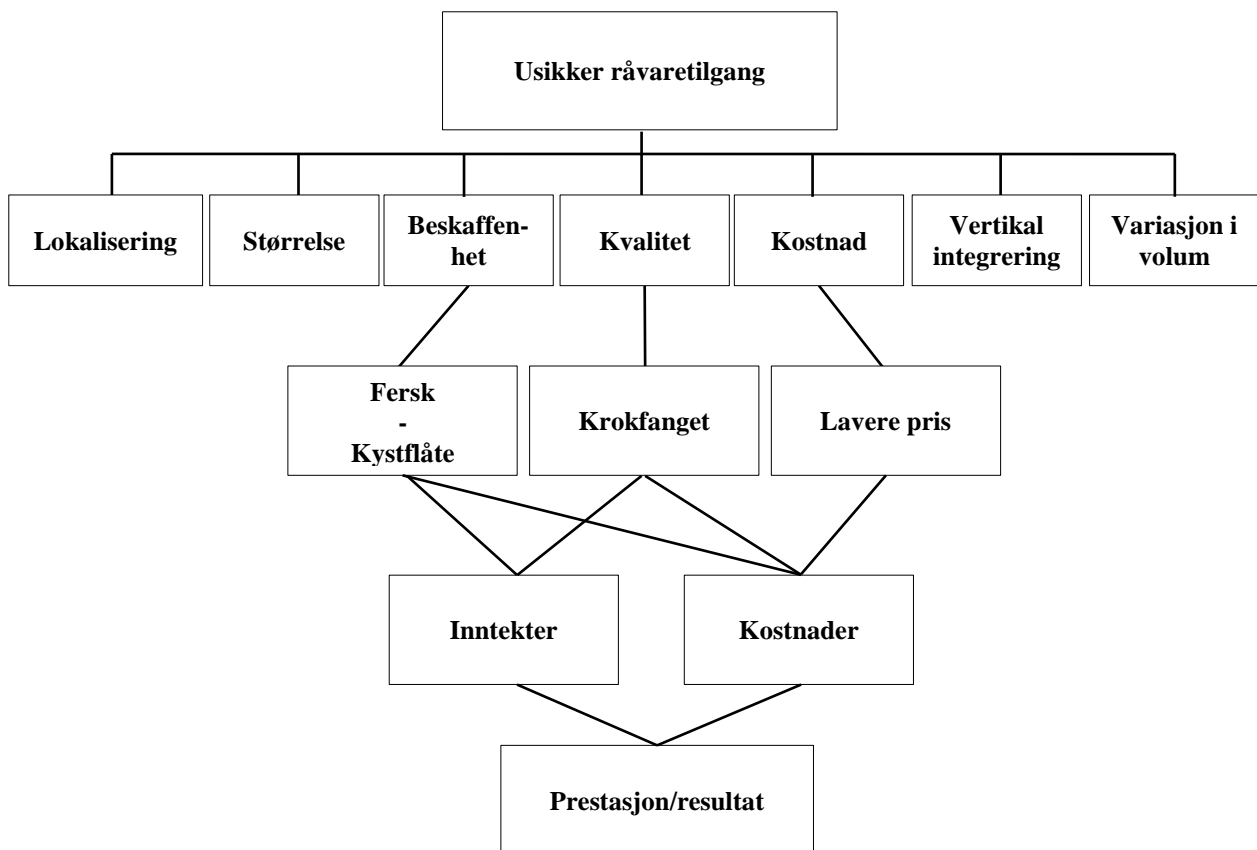 Usikker råvaretilgang
Lokalisering
Størrelse
Beskaffen-
het
Kvalitet
Kostnad
Vertikal
integrering
Variasjon i
volum
Fersk
-
Kystflåte
Krokfanget
Lavere pris
Inntekter
Kostnader
Prestasjon/resultat